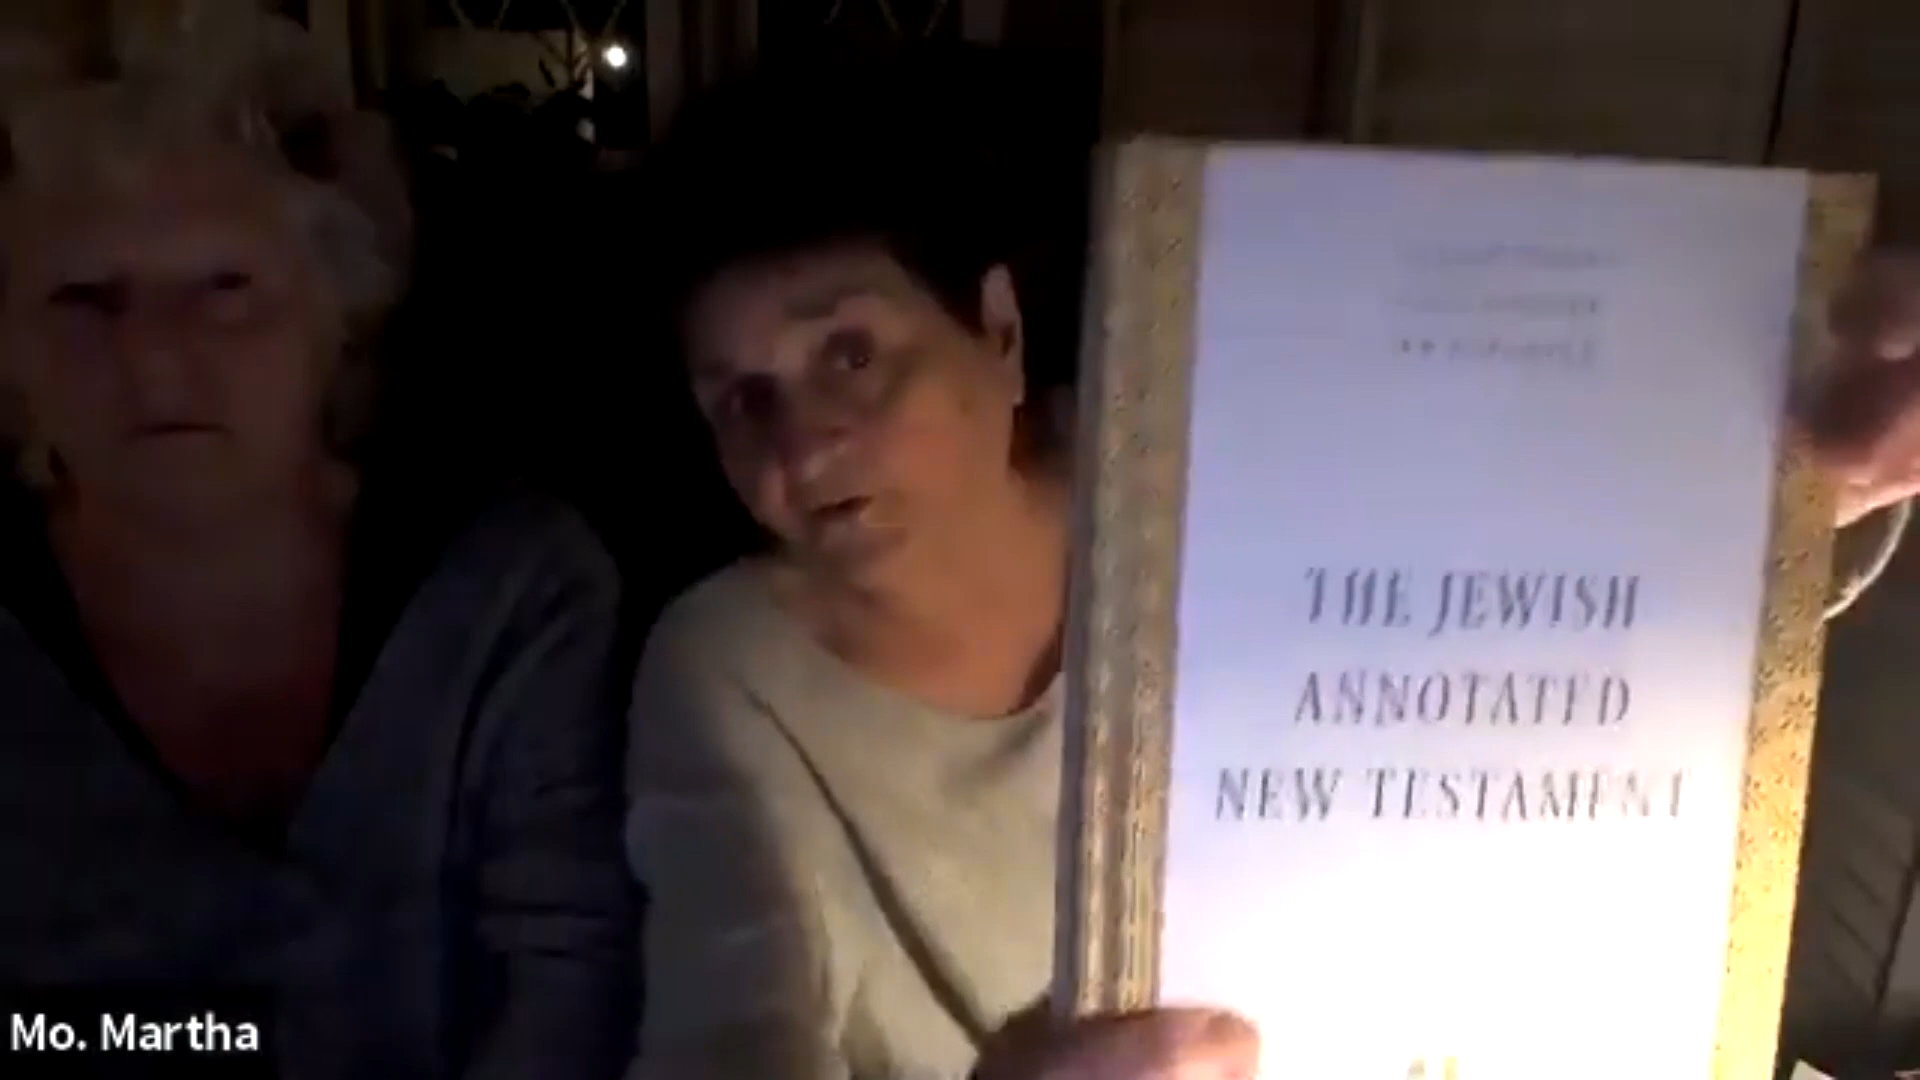 THE JEWISH
ANNOTATED
NEW TESTAMENT
Mo. Martha